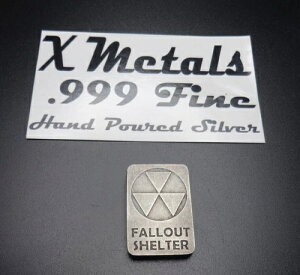 X Metals
.999 Fine
Hand Poured Silver
FALLOUT
SHELTER